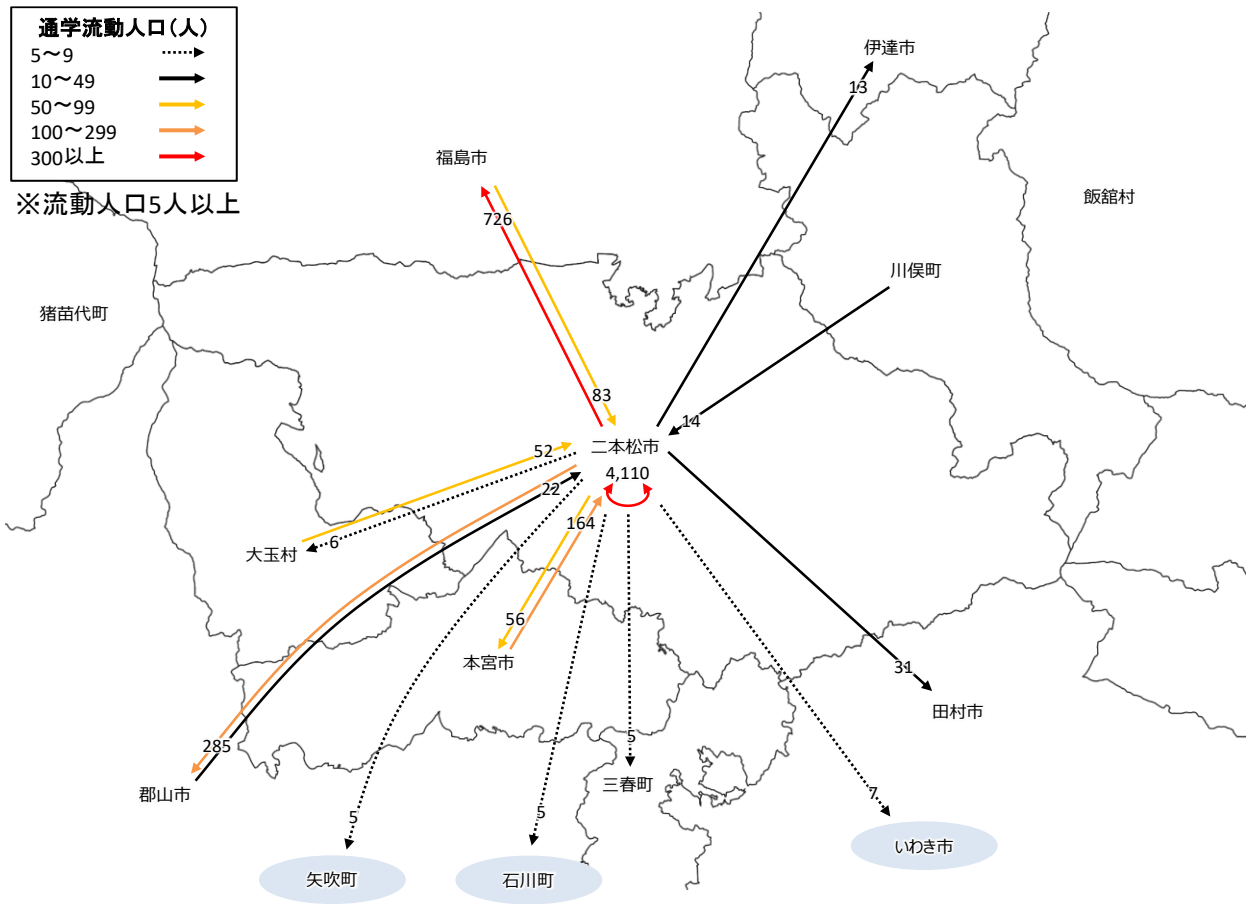 通学流動人口(人)
5～9
10～49
50～99
100～299
300以上
※流動人口5人以上
伊達市
13
福島市
726
飯舘村
川俣町
猪苗代町
83
14
二本松市
52
4,110
22
164
6
大玉村
56
本宮市
31
田村市
285
5
三春町
郡山市
7
5
5
いわき市
矢吹町
石川町